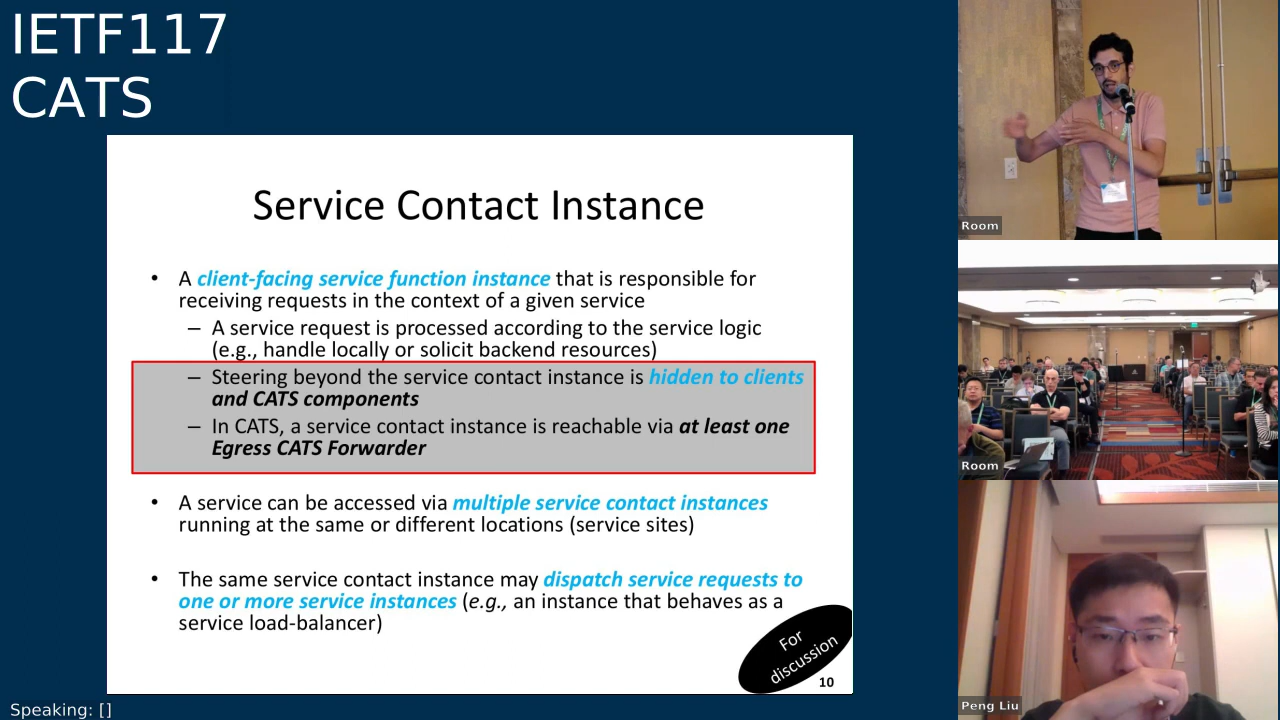 IETF117
CATS
Service Contact Instance
• A client-facing service function instance that is responsible for
receiving requests in the context of a given service
– A service request is processed according to the service logic
(e.g., handle locally or solicit backend resources)
– Steering beyond the service contact instance is hidden to clients
and CATS components
– In CATS, a service contact instance is reachable via at least one
Egress CATS Forwarder
• A service can be accessed via multiple service contact instances
running at the same or different locations (service sites)
• The same service contact instance may dispatch service requests to
one or more service instances (e.g., an instance that behaves as a
service load-balancer)
For
discussion
10
Speaking: []
Room
Room
Peng Liu